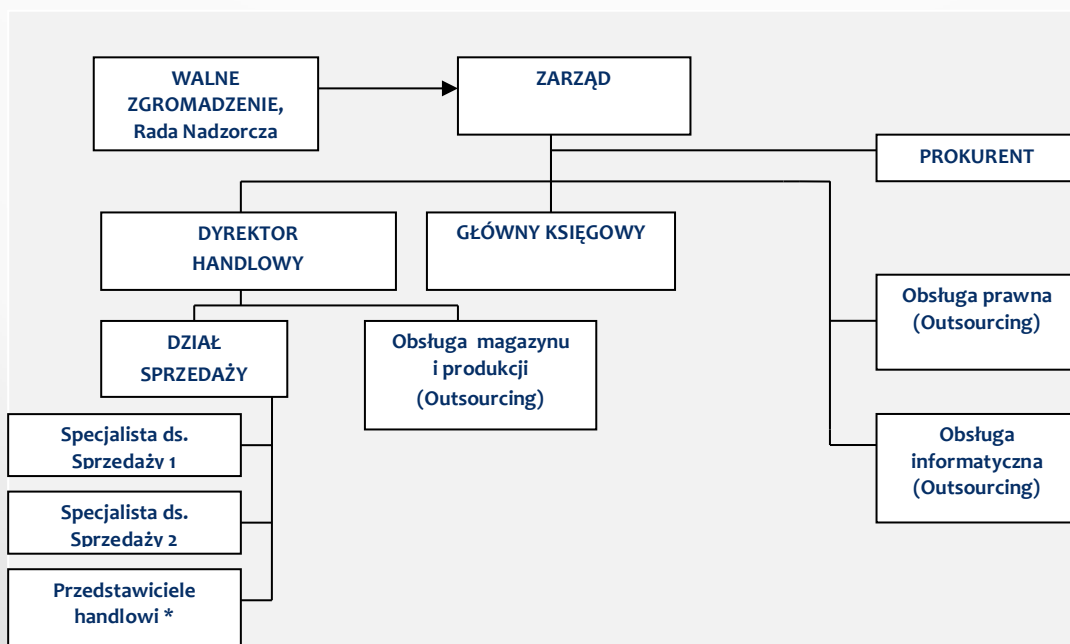 WALNE
ZGROMADZENIE,
Rada Nadzorcza
ZARZĄD
PROKURENT
DYREKTOR
HANDLOWY
GŁÓWNY KSIĘGOWY
Obsługa prawna
(Outsourcing)
DZIAŁ
SPRZEDAŻY
Obsługa magazynu
i produkcji
(Outsourcing)
Specjalista ds.
Sprzedaży 1
Obsługa
informatyczna
(Outsourcing)
Specjalista ds.
Sprzedaży 2
Przedstawiciele
handlowi *